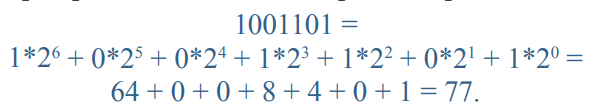 1001101 =
1*2⁶ + 0*2⁵ + 0*2⁴ + 1*2³ + 1*2² + 0*2¹ + 1*2⁰ =
64 + 0 + 0 + 8 + 4 + 0 + 1 = 77.